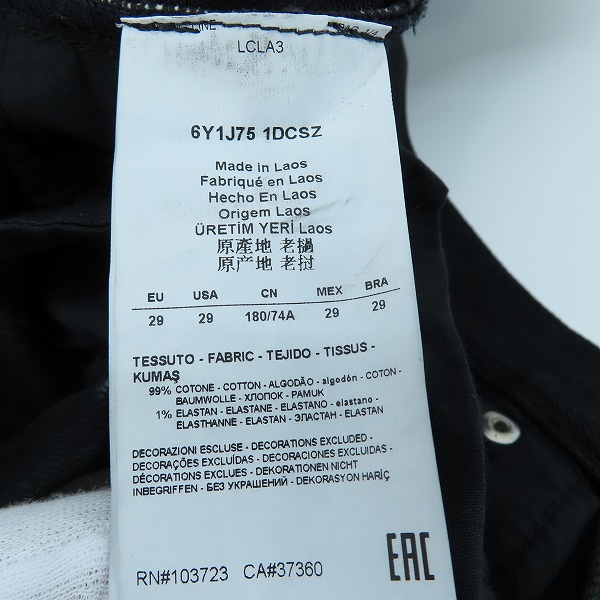 LINE
LCLA3
6Y1J75 1DCSZ
Made in Laos
Fabriqué en Laos
Hecho En Laos
Origem Laos
ÜRETİM YERİ Laos
原產地 老撾
原产地 老挝
EU USA CN MEX BRA
29 29 180/74A 29 29
TESSUTO - FABRIC - TEJIDO - TISSUS -
KUMAŞ
99% COTONE - COTTON - ALGODÃO - algodón - COTON -
BAUMWOLLE - ХЛОПОК - PAMUK
1% ELASTAN - ELASTANE - ELASTANO - elastano -
ELASTHANNE - ELASTAN - ЭЛАСТАН - ELASTAN
DECORAZIONI ESCLUSE - DECORATIONS EXCLUDED -
DECORAÇÕES EXCLUÍDAS - DECORACIONES EXCLUIDAS -
DÉCORATIONS EXCLUES - DEKORATIONEN NICHT
INBEGRIFFEN - БЕЗ УКРАШЕНИЙ - DEKORASYON HARİÇ
RN#103723 CA#37360 EAC